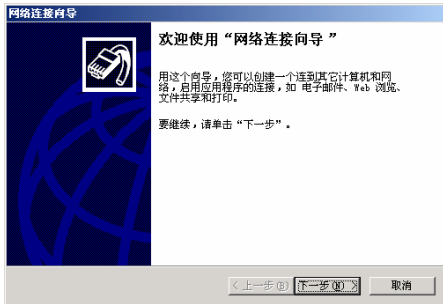 网络连接向导
欢迎使用“网络连接向导 ”
用这个向导，您可以创建一个连到其它计算机和网
络，启用应用程序的连接，如 电子邮件、Web 浏览、
文件共享和打印。
要继续，请单击“下一步”。
< 上一步(B) 下一步(N) > 取消